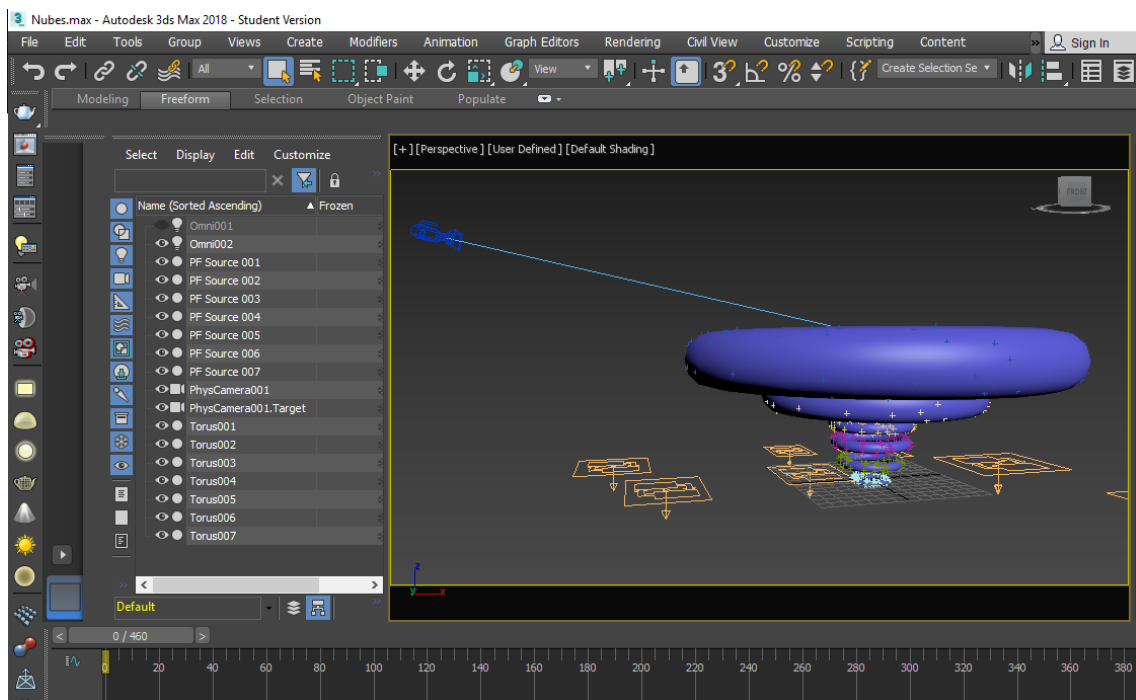 3 Nubes.max - Autodesk 3ds Max 2018 - Student Version
File Edit Tools Group Views Create Modifiers Animation Graph Editors Rendering Civil View Customize Scripting Content » Sign In
All View Create Selection Se
Modeling Freeform Selection Object Paint Populate
Select Display Edit Customize
[+] [Perspective] [User Defined] [Default Shading]
FRONT
Name (Sorted Ascending) ▲ Frozen
Omni001
Omni002
PF Source 001
PF Source 002
PF Source 003
PF Source 004
PF Source 005
PF Source 006
PF Source 007
PhysCamera001
PhysCamera001.Target
Torus001
Torus002
Torus003
Torus004
Torus005
Torus006
Torus007
z
y x
Default
< 0 / 460 >
0 20 40 60 80 100 120 140 160 180 200 220 240 260 280 300 320 340 360 380